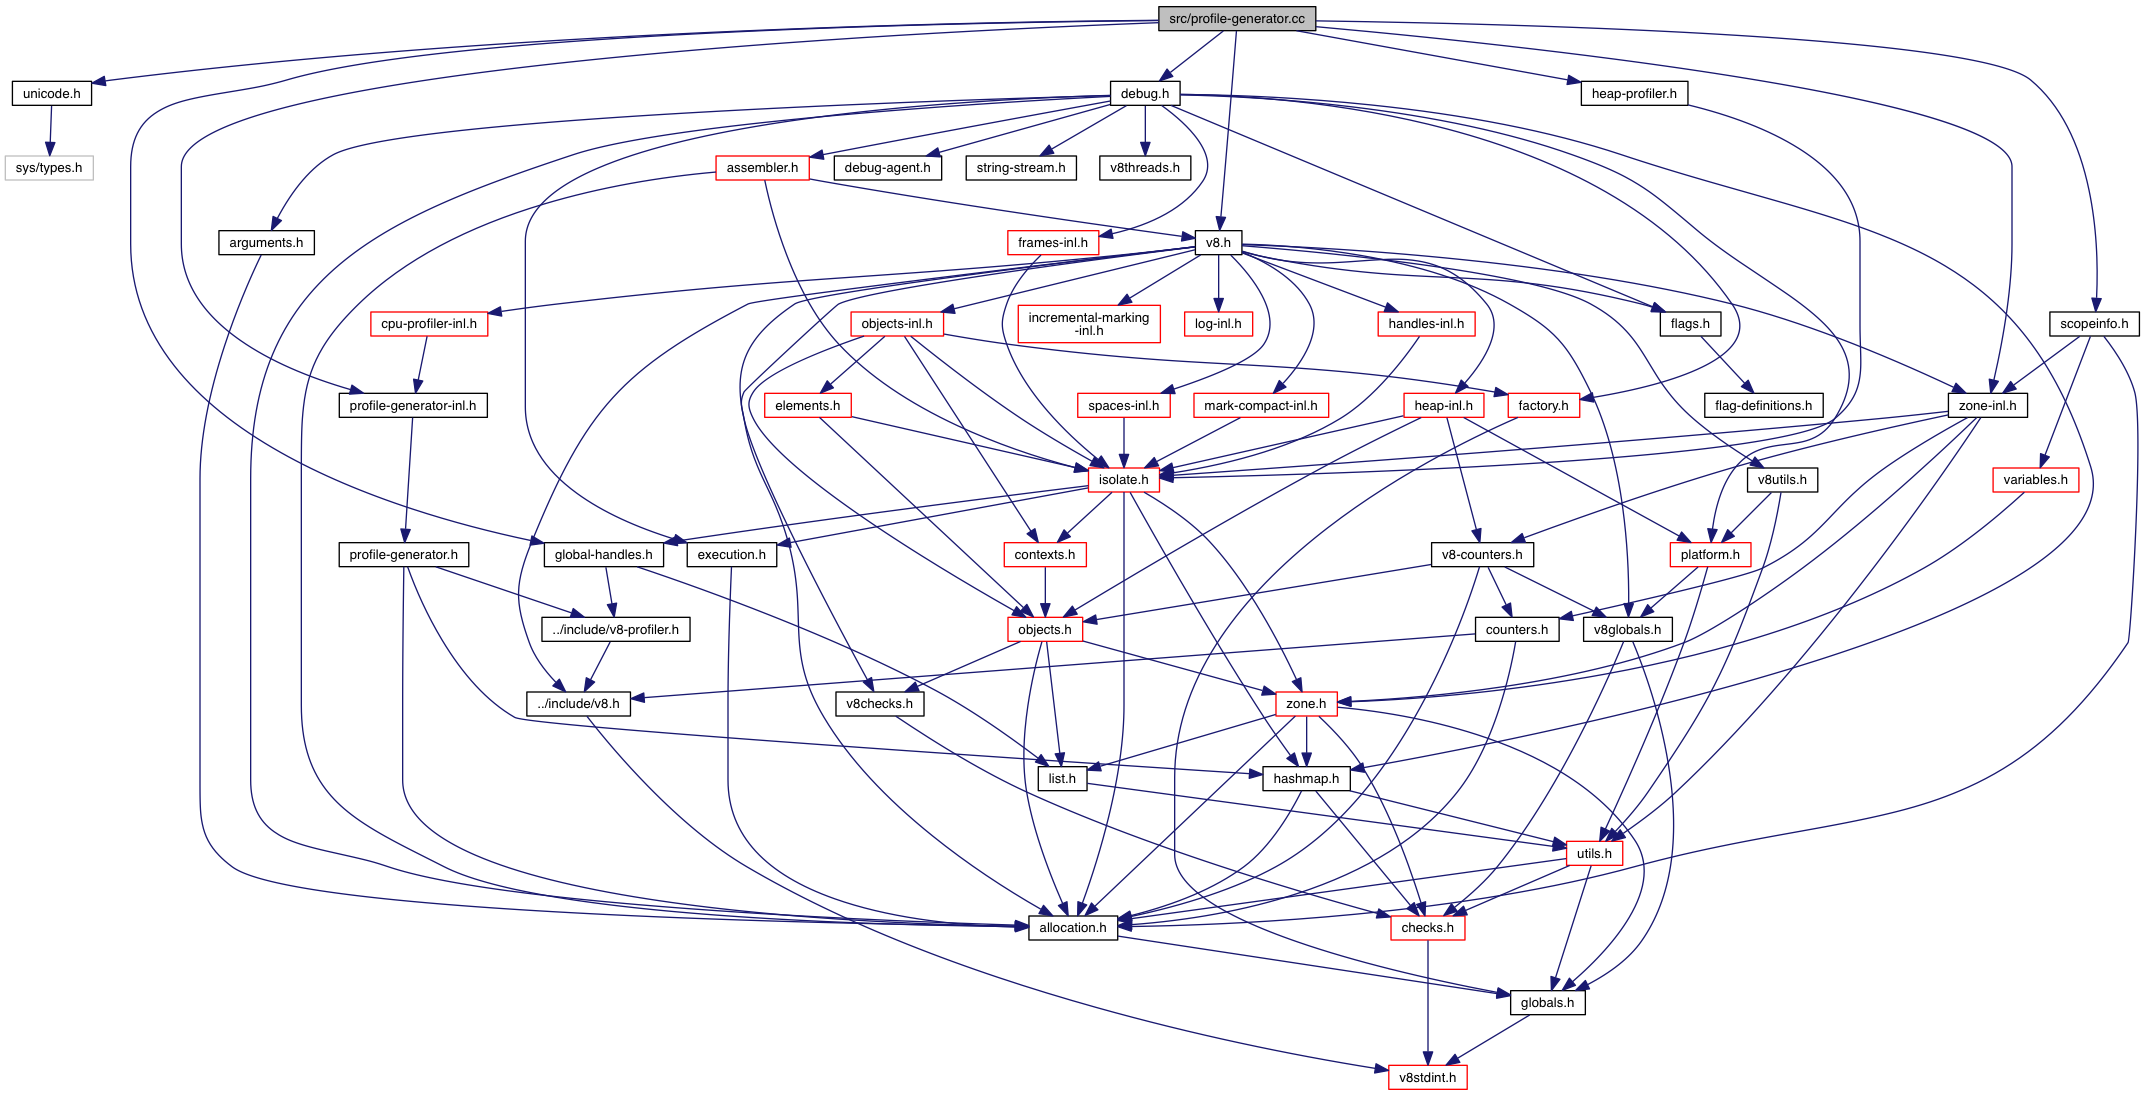 src/profile-generator.cc
unicode.h
debug.h
heap-profiler.h
sys/types.h
assembler.h
debug-agent.h
string-stream.h
v8threads.h
arguments.h
frames-inl.h
v8.h
cpu-profiler-inl.h
objects-inl.h
incremental-marking
-inl.h
log-inl.h
handles-inl.h
flags.h
scopeinfo.h
profile-generator-inl.h
elements.h
spaces-inl.h
mark-compact-inl.h
heap-inl.h
factory.h
flag-definitions.h
zone-inl.h
isolate.h
variables.h
v8utils.h
profile-generator.h
global-handles.h
execution.h
contexts.h
v8-counters.h
platform.h
../include/v8-profiler.h
objects.h
counters.h
v8globals.h
../include/v8.h
v8checks.h
zone.h
list.h
hashmap.h
utils.h
allocation.h
checks.h
globals.h
v8stdint.h